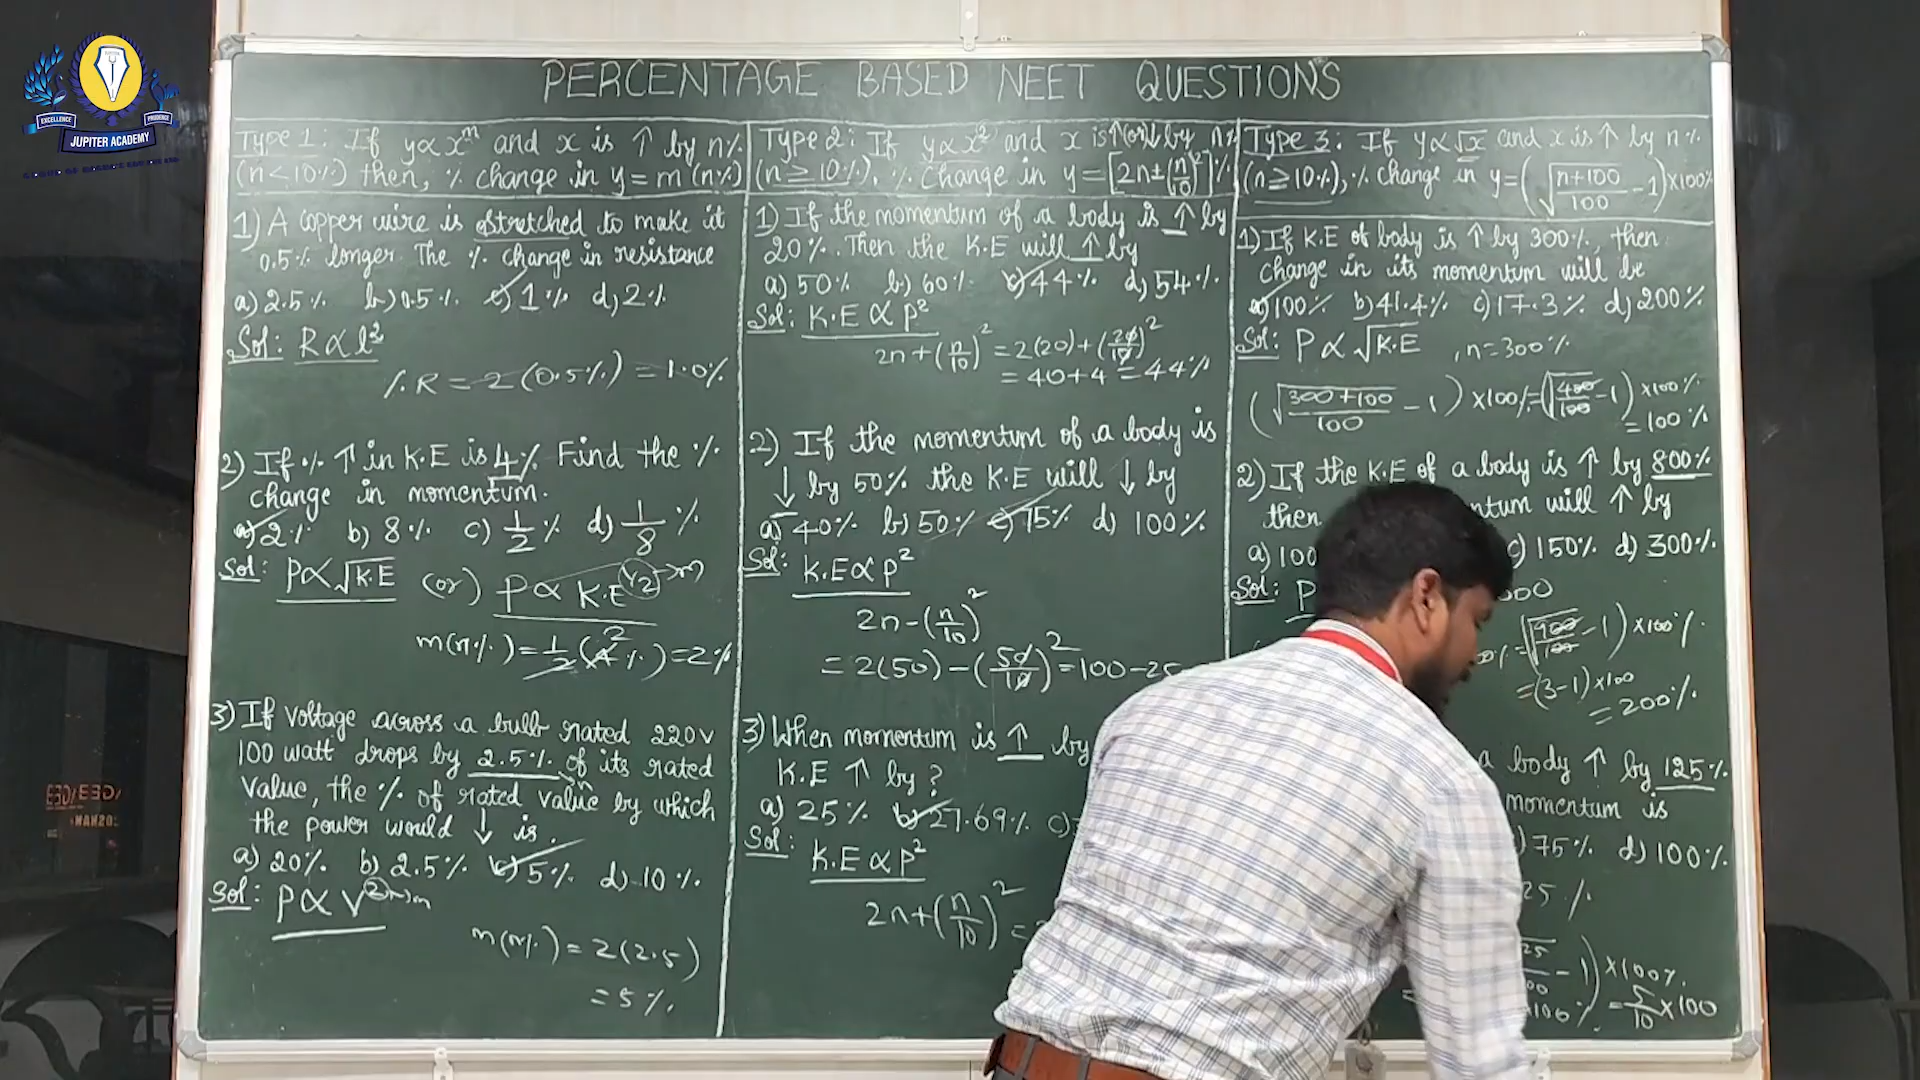 EXCELLENCE
PRUDENCE
JUPITER ACADEMY
PERCENTAGE BASED NEET QUESTIONS
Type 1: If y∝x^m and x is ↑ by n%
(n<10%) then, % change in y = m(n%)
1) A copper wire is stretched to make it
0.5% longer. The % change in resistance
a) 2.5% b) 0.5% c) 1% d) 2%
Sol: R∝l²
% R = 2(0.5%) = 1.0%
2) If % ↑ in K.E is 4%. Find the %
change in momentum.
a) 2% b) 8% c) 1/2 % d) 1/8 %
Sol: P∝√K.E (or) P∝K.E^1/2 → m
m(n%) = 1/2 (4%) = 2%
3) If voltage across a bulb rated 220V
100 watt drops by 2.5% of its rated
value, the % of rated value by which
the power would ↓ is.
a) 20% b) 2.5% c) 5% d) 10%
Sol: P∝V² → m
m(n%) = 2(2.5)
= 5%
Type 2: If y∝x² and x is ↑(or)↓ by n%
(n≥10%), % change in y = [2n±(n/10)²]%
1) If the momentum of a body is ↑ by
20%. Then the K.E will ↑ by
a) 50% b) 60% c) 44% d) 54%
Sol: K.E∝P²
2n+(n/10)² = 2(20)+(20/10)²
= 40+4 = 44%
2) If the momentum of a body is
↓ by 50% the K.E will ↓ by
a) 40% b) 50% c) 75% d) 100%
Sol: K.E∝P²
2n-(n/10)²
= 2(50)-(50/10)² = 100-25
3) When momentum is ↑ by
K.E ↑ by?
a) 25% b) 27.69% c)
Sol: K.E∝P²
2n+(n/10)² =
Type 3: If y∝√x and x is ↑ by n%
(n≥10%), % change in y = (√((n+100)/100) - 1)×100%
1) If K.E of body is ↑ by 300%, then
change in its momentum will be
a) 100% b) 41.4% c) 17.3% d) 200%
Sol: P∝√K.E , n=300%
(√((300+100)/100) - 1)×100% = (√(400/100) - 1)×100%
= 100%
2) If the K.E of a body is ↑ by 800%
then ntum will ↑ by
a) 100 c) 150% d) 300%
Sol: P
= (√(900/100) - 1)×100%
= (3-1)×100
= 200%
a body ↑ by 125%
momentum is
75% d) 100%
25 %
- 1)×100%
= 5/10 ×100